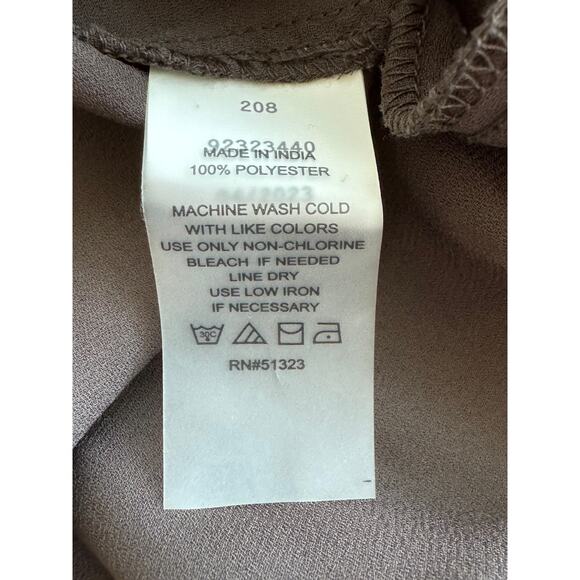 208
92323440
MADE IN INDIA
100% POLYESTER
MACHINE WASH COLD
WITH LIKE COLORS
USE ONLY NON-CHLORINE
BLEACH IF NEEDED
LINE DRY
USE LOW IRON
IF NECESSARY
30C
RN#51323